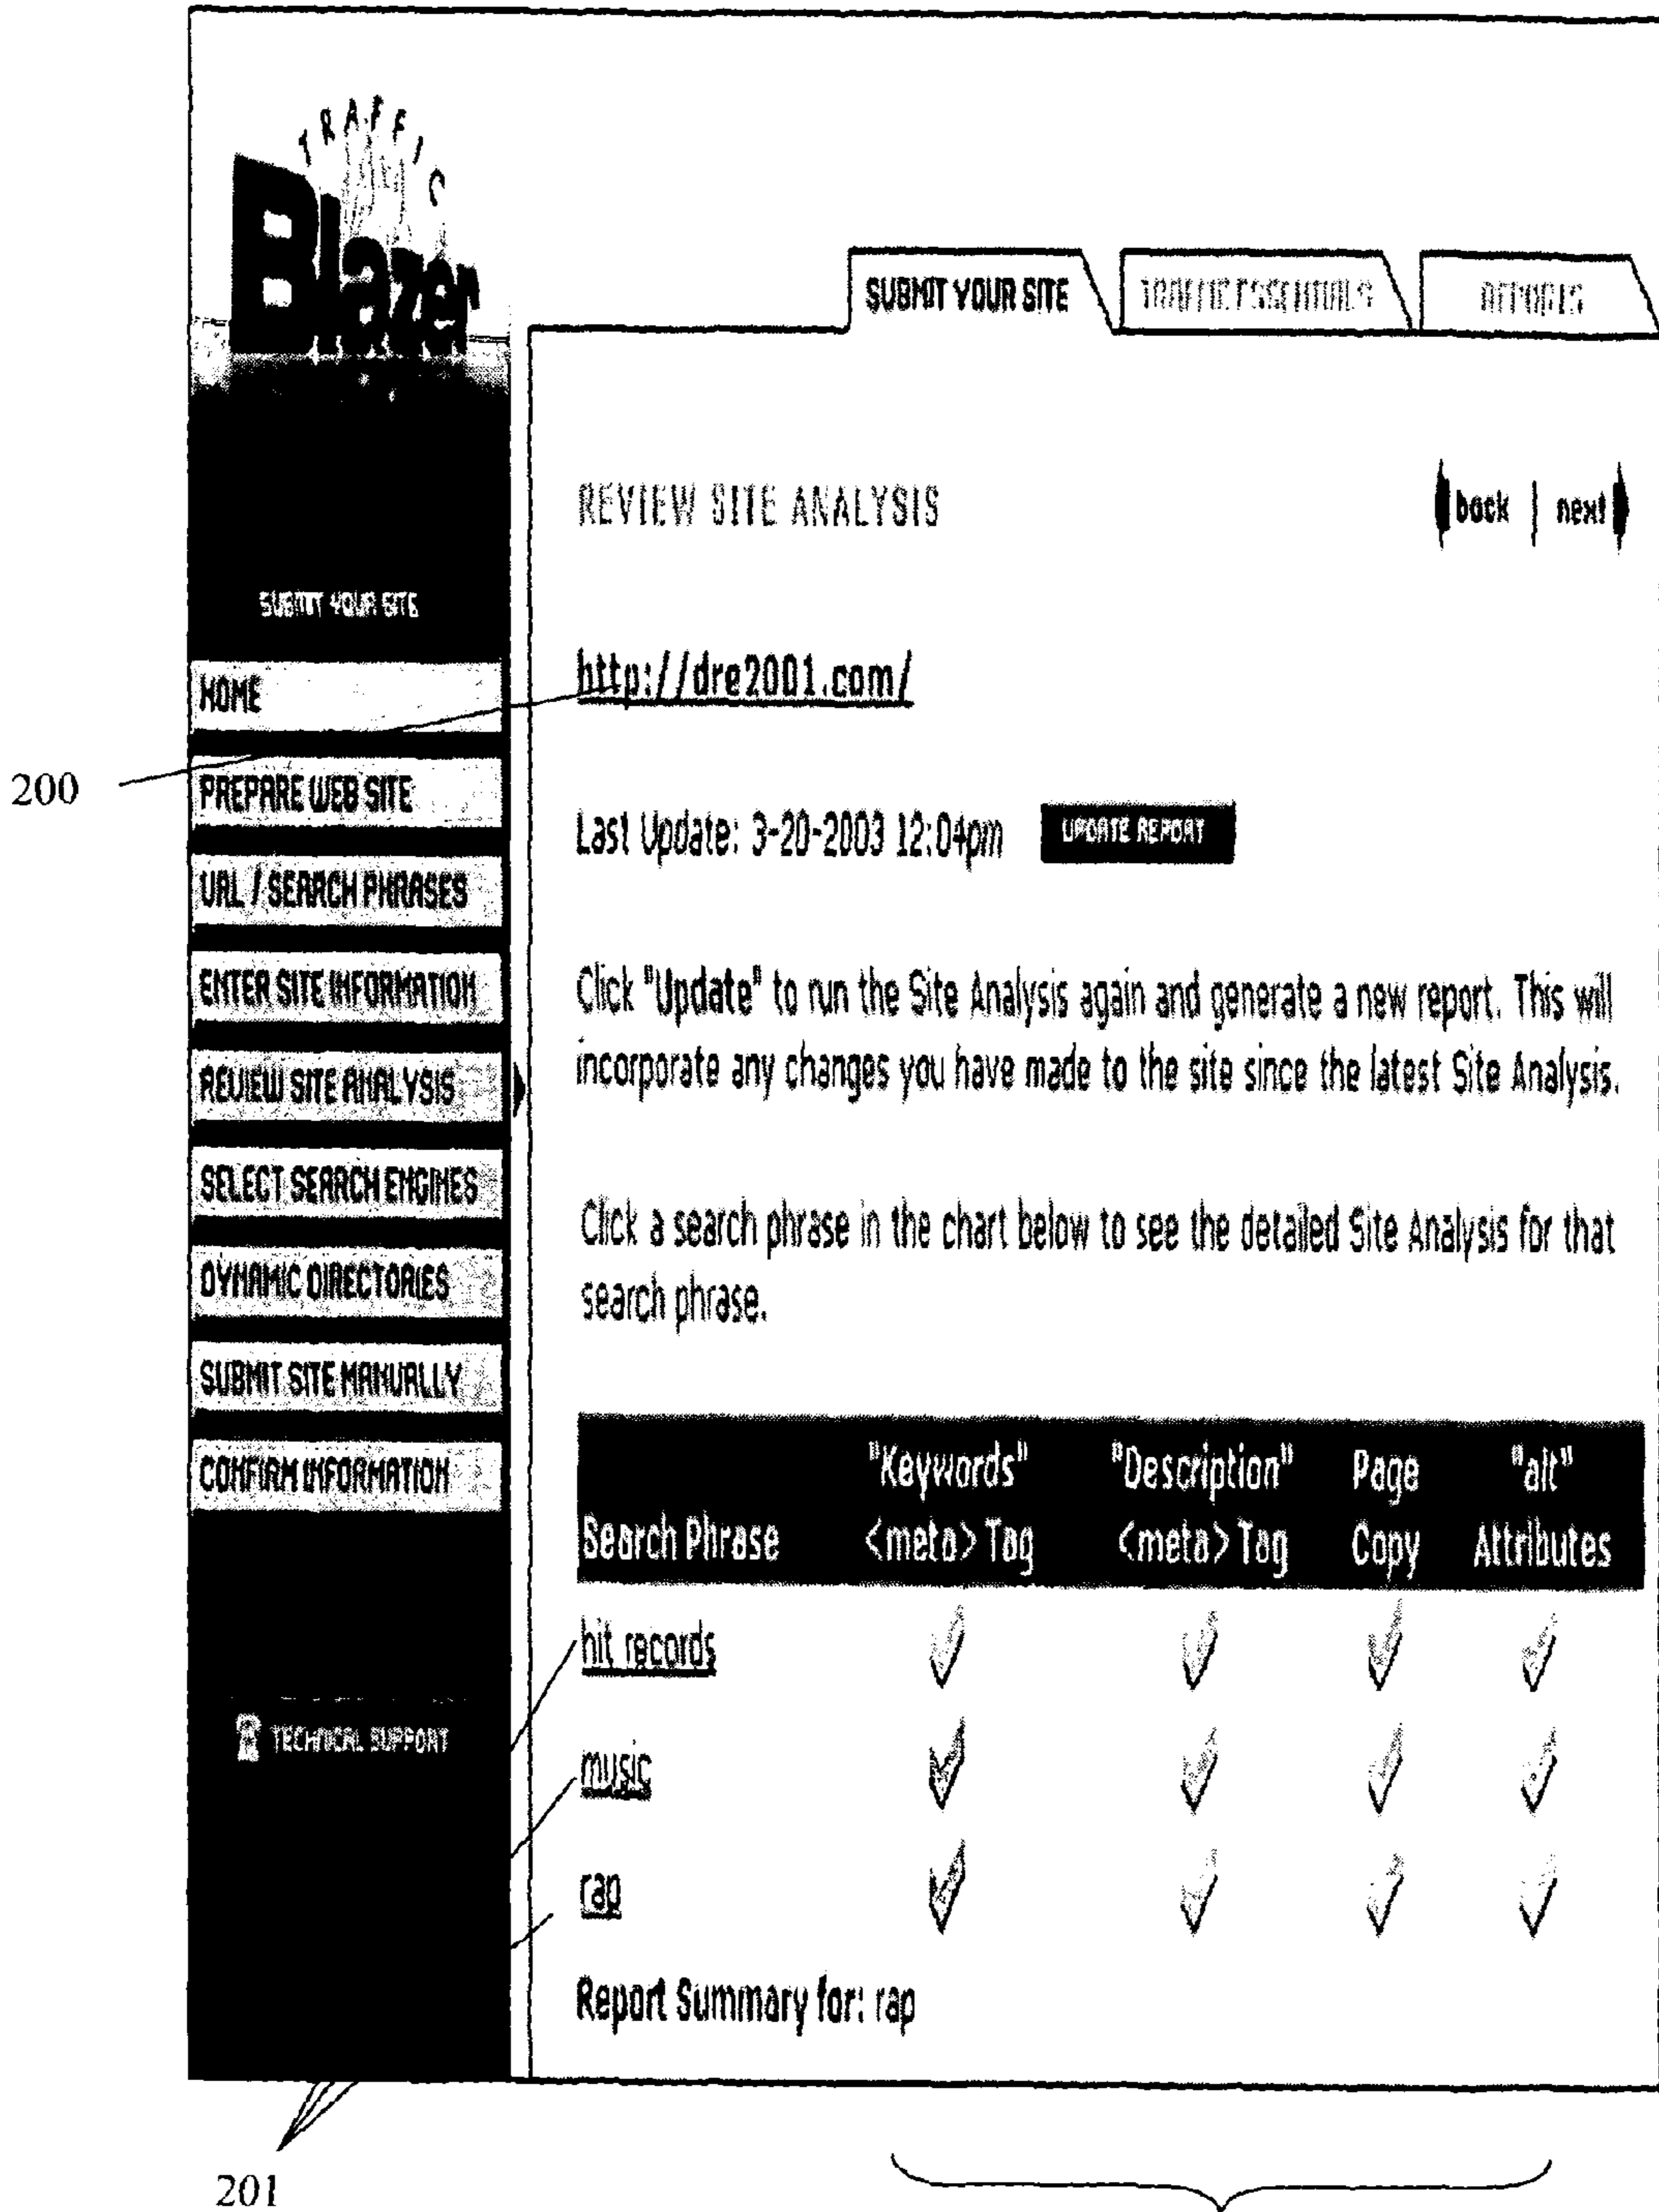 TRAFFIC
Blazer
SUBMIT YOUR SITE
TRAFFIC ESSENTIALS
REPORTS
SUBMIT YOUR SITE
HOME
PREPARE WEB SITE
URL / SEARCH PHRASES
ENTER SITE INFORMATION
REVIEW SITE ANALYSIS
SELECT SEARCH ENGINES
DYNAMIC DIRECTORIES
SUBMIT SITE MANUALLY
CONFIRM INFORMATION
TECHNICAL SUPPORT
200
201
REVIEW SITE ANALYSIS
back | next
http://dre2001.com/
Last Update: 3-20-2003 12:04pm UPDATE REPORT
Click "Update" to run the Site Analysis again and generate a new report. This will
incorporate any changes you have made to the site since the latest Site Analysis.
Click a search phrase in the chart below to see the detailed Site Analysis for that
search phrase.
"Keywords" "Description" Page "alt"
Search Phrase <meta> Tag <meta> Tag Copy Attributes
hit records
music
rap
Report Summary for: rap